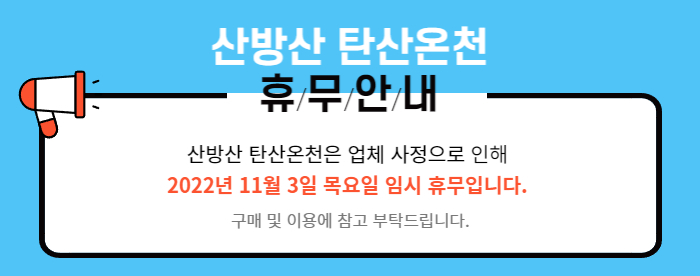 산방산 탄산온천
휴/무/안/내
산방산 탄산온천은 업체 사정으로 인해
2022년 11월 3일 목요일 임시 휴무입니다.
구매 및 이용에 참고 부탁드립니다.